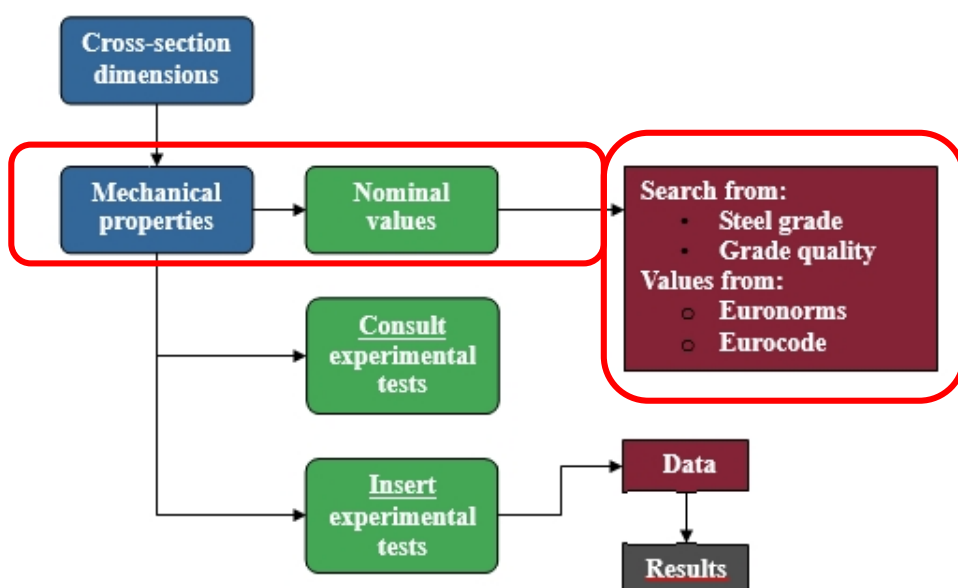 Cross-section
dimensions
Mechanical
properties
Nominal
values
Search from:
• Steel grade
• Grade quality
Values from:
o Euronorms
o Eurocode
Consult
experimental
tests
Insert
experimental
tests
Data
Results